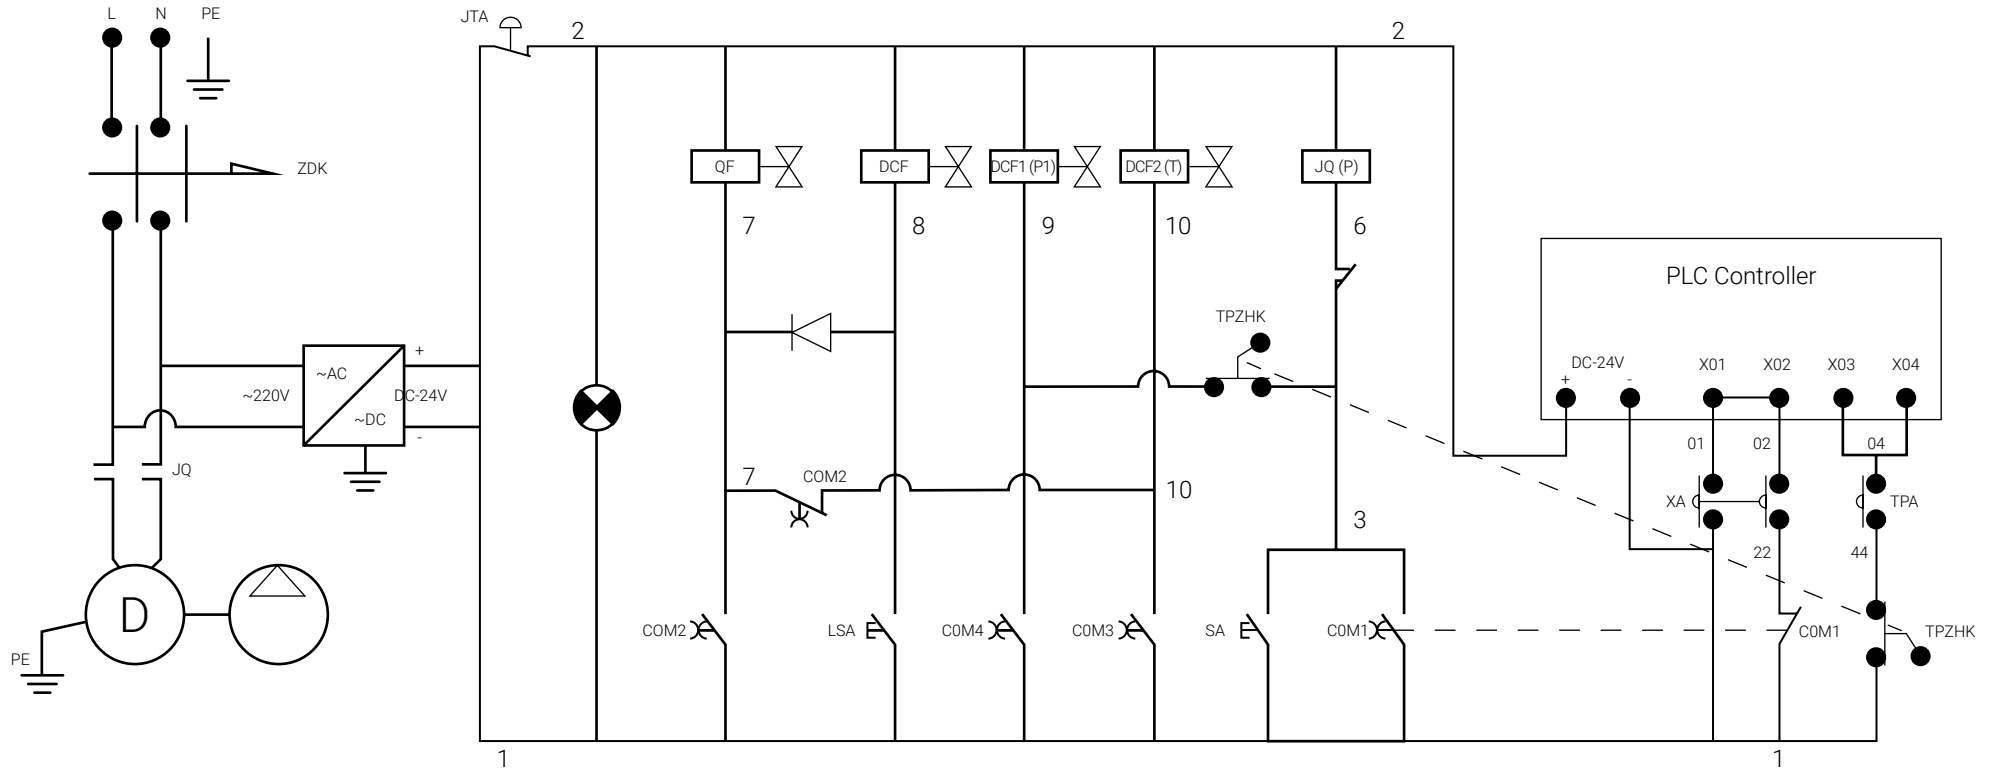 L N PE
JTA
2 2
ZDK
QF DCF DCF1 (P1) DCF2 (T) JQ (P)
7 8 9 10 6
PLC Controller
TPZHK
+
~AC
~220V
DC-24V
~DC
-
DC-24V X01 X02 X03 X04
+ -
01 02 04
JQ
7 COM2
10
XA TPA
3
22 44
D
COM2 LSA C0M4 C0M3 SA C0M1 C0M1 TPZHK
PE
1 1